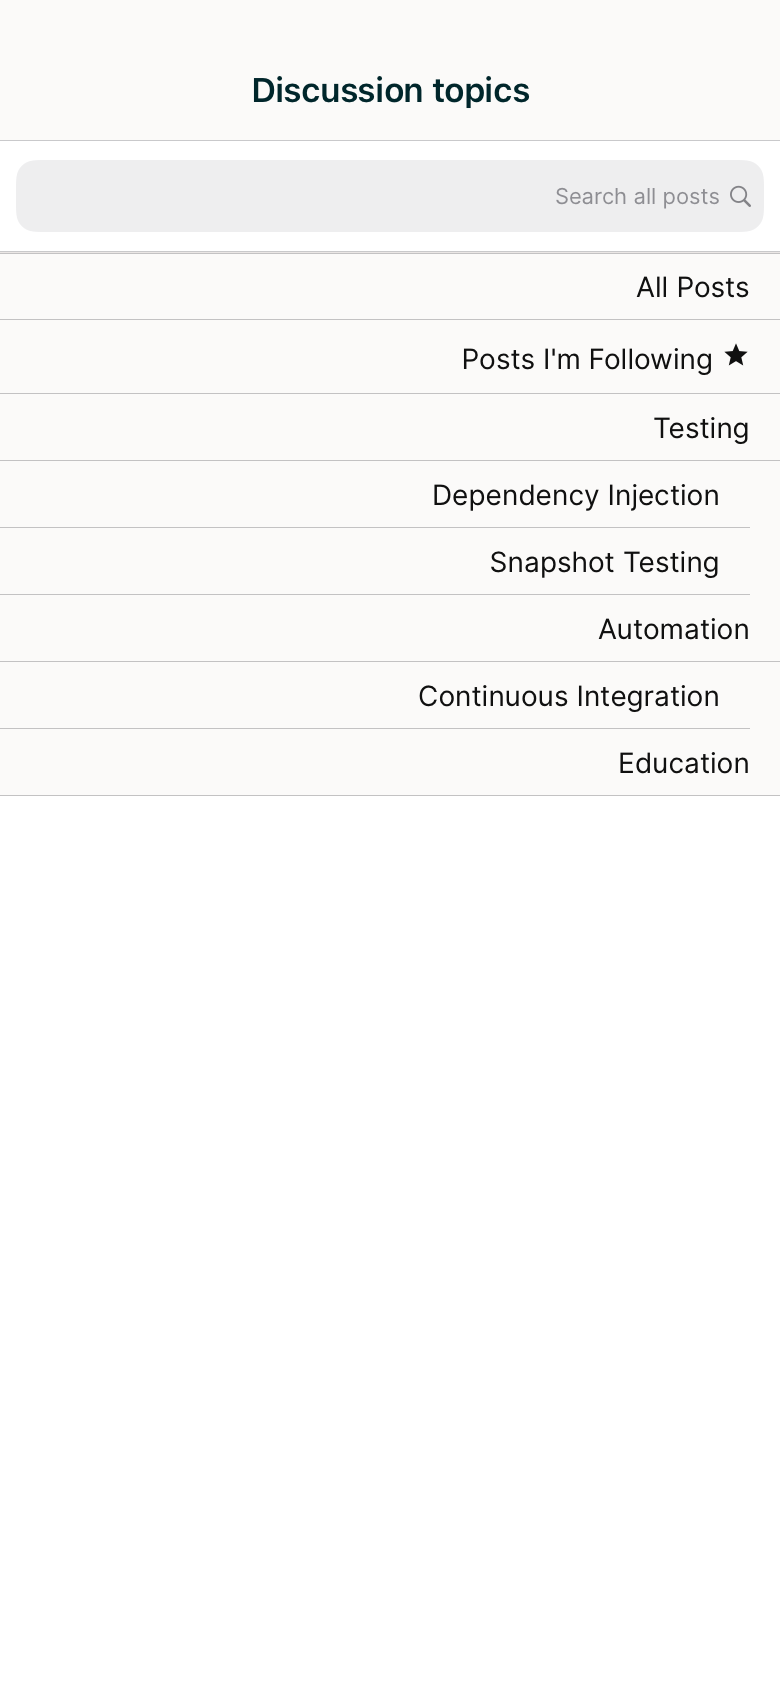 Discussion topics
Search all posts
All Posts
Posts I'm Following
Testing
Dependency Injection
Snapshot Testing
Automation
Continuous Integration
Education